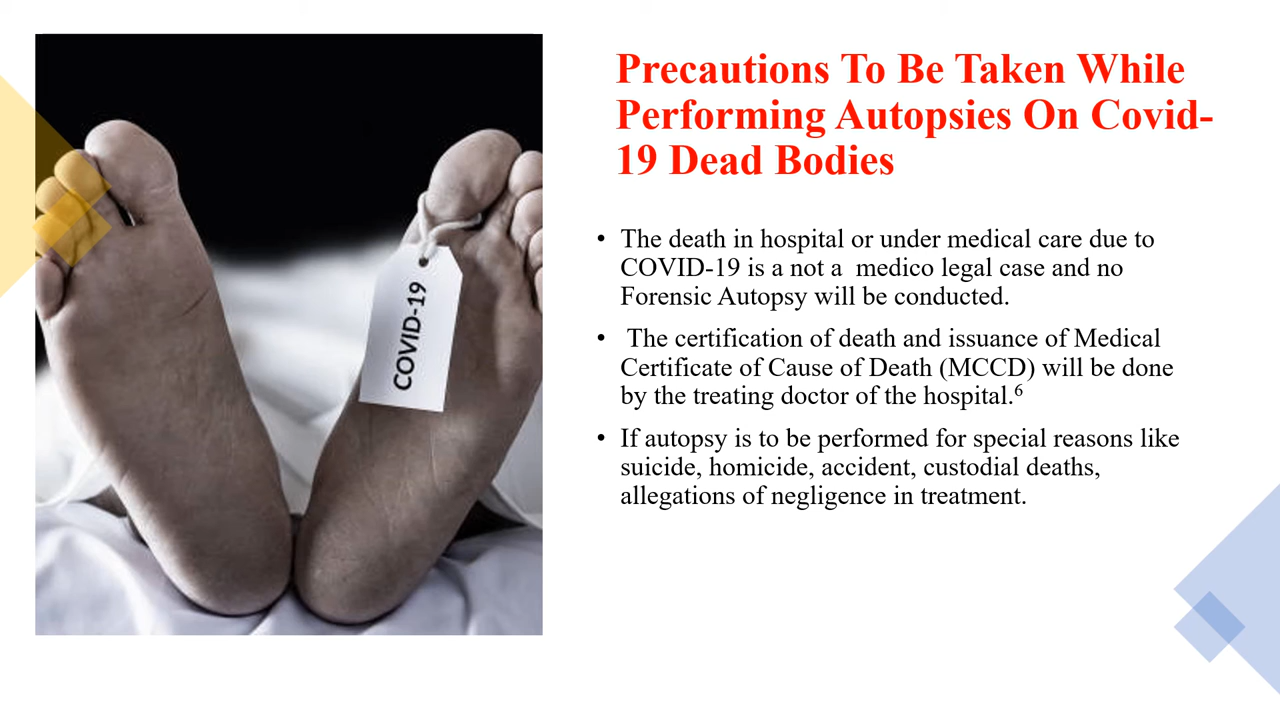 Precautions To Be Taken While
Performing Autopsies On Covid-
19 Dead Bodies
COVID-19
• The death in hospital or under medical care due to
COVID-19 is a not a  medico legal case and no
Forensic Autopsy will be conducted.
•  The certification of death and issuance of Medical
Certificate of Cause of Death (MCCD) will be done
by the treating doctor of the hospital.⁶
• If autopsy is to be performed for special reasons like
suicide, homicide, accident, custodial deaths,
allegations of negligence in treatment.